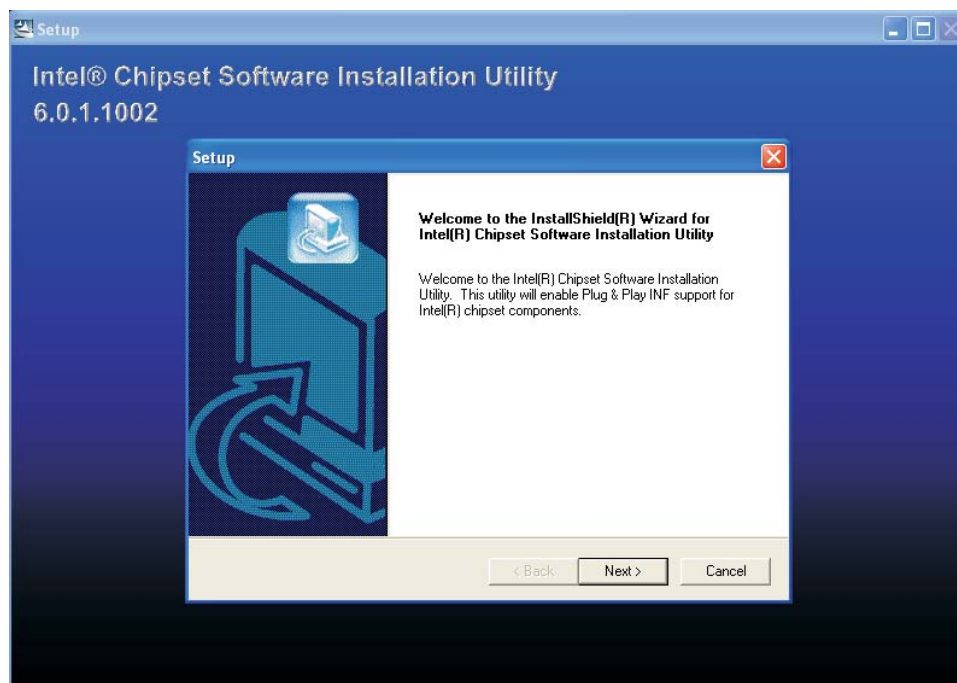 Setup
Intel® Chipset Software Installation Utility
6.0.1.1002
Setup
Welcome to the InstallShield(R) Wizard for
Intel(R) Chipset Software Installation Utility
Welcome to the Intel(R) Chipset Software Installation
Utility.  This utility will enable Plug & Play INF support for
Intel(R) chipset components.
< Back
Next >
Cancel